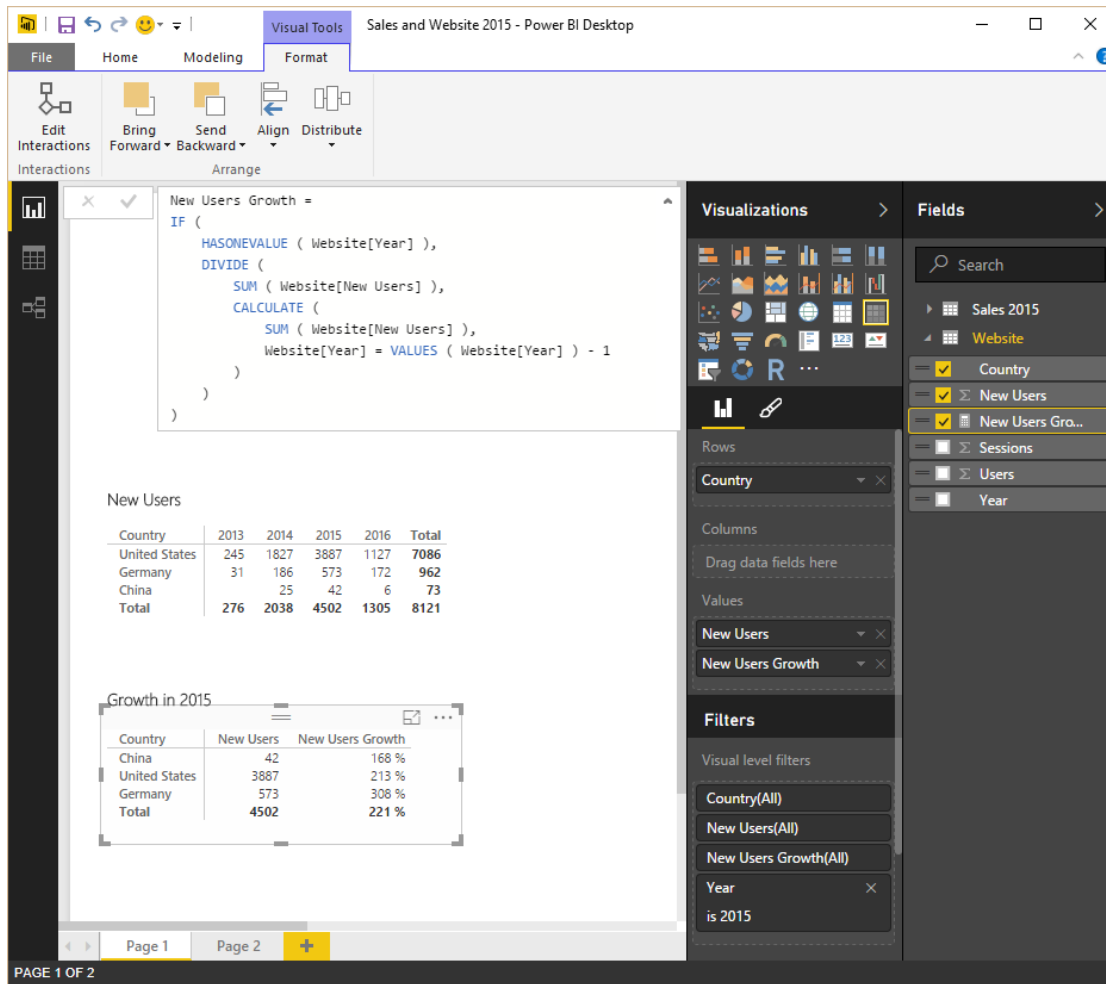 Visual Tools
Sales and Website 2015 - Power BI Desktop
File
Home
Modeling
Format
Edit
Interactions
Bring
Forward
Send
Backward
Align
Distribute
Interactions
Arrange
New Users Growth =
IF (
HASONEVALUE ( Website[Year] ),
DIVIDE (
SUM ( Website[New Users] ),
CALCULATE (
SUM ( Website[New Users] ),
Website[Year] = VALUES ( Website[Year] ) - 1
)
)
)
New Users
Country 2013 2014 2015 2016 Total
United States 245 1827 3887 1127 7086
Germany 31 186 573 172 962
China 25 42 6 73
Total 276 2038 4502 1305 8121
Growth in 2015
Country New Users New Users Growth
China 42 168 %
United States 3887 213 %
Germany 573 308 %
Total 4502 221 %
Page 1
Page 2
+
PAGE 1 OF 2
Visualizations
123
R
...
Rows
Country
Columns
Drag data fields here
Values
New Users
New Users Growth
Filters
Visual level filters
Country(All)
New Users(All)
New Users Growth(All)
Year
is 2015
Fields
Search
Sales 2015
Website
Country
Σ New Users
New Users Gro...
Σ Sessions
Σ Users
Year